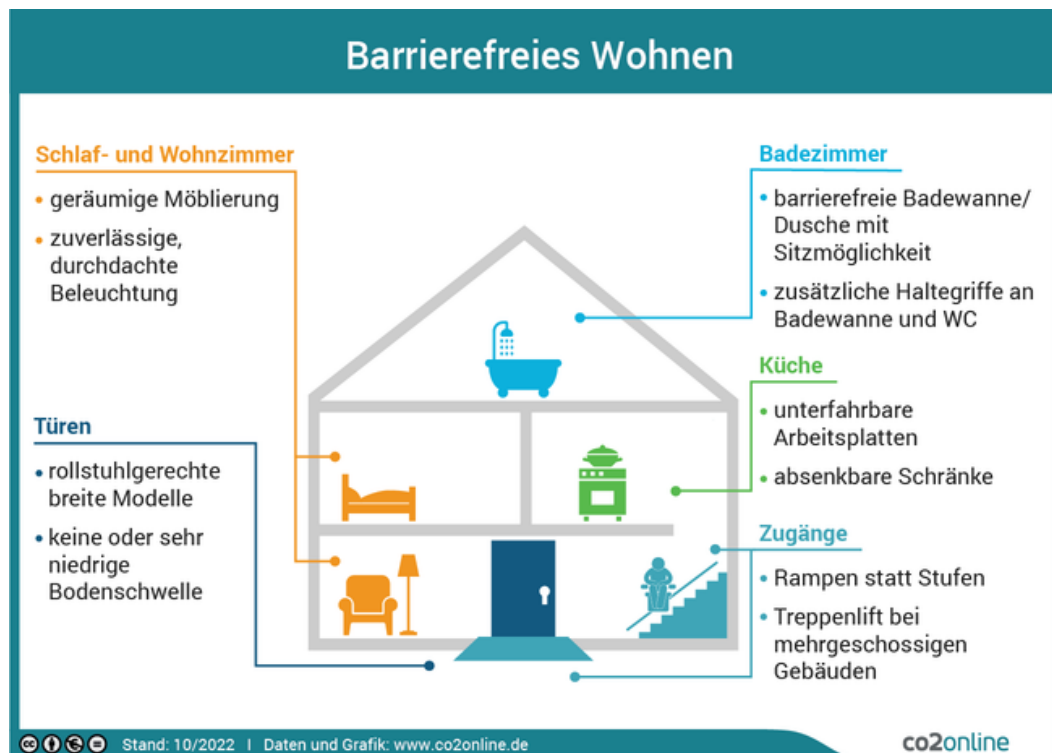 Barrierefreies Wohnen
Schlaf- und Wohnzimmer
• geräumige Möblierung
• zuverlässige,
durchdachte
Beleuchtung
Türen
• rollstuhlgerechte
breite Modelle
• keine oder sehr
niedrige
Bodenschwelle
Badezimmer
• barrierefreie Badewanne/
Dusche mit
Sitzmöglichkeit
• zusätzliche Haltegriffe an
Badewanne und WC
Küche
• unterfahrbare
Arbeitsplatten
• absenkbare Schränke
Zugänge
• Rampen statt Stufen
• Treppenlift bei
mehrgeschossigen
Gebäuden
Stand: 10/2022 I Daten und Grafik: www.co2online.de
co2online